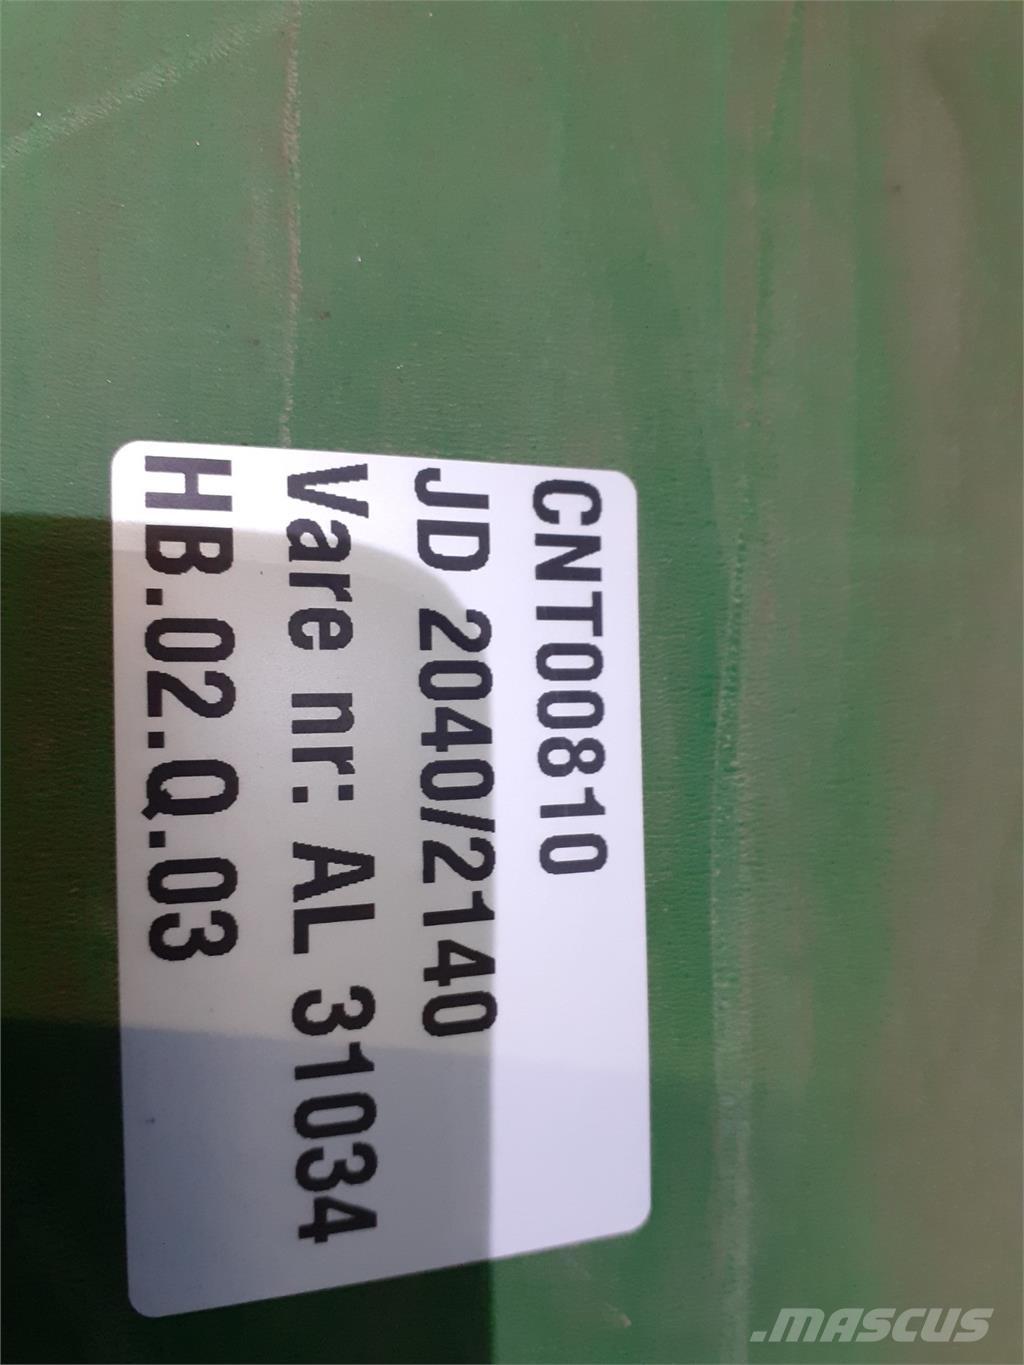 CNT00810
JD 2040/2140
Vare nr: AL 31034
HB.02.Q.03
.MASCUS